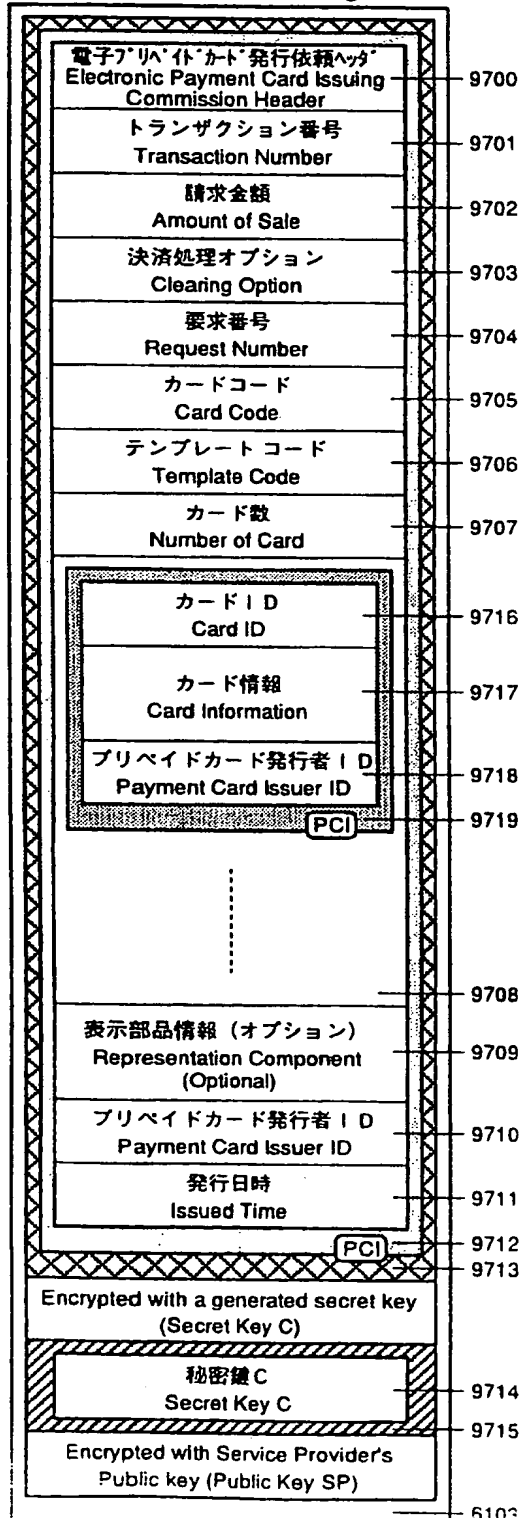 電子プリペイドカード発行依頼ヘッダ
Electronic Payment Card Issuing
Commission Header
9700
トランザクション番号
Transaction Number
9701
請求金額
Amount of Sale
9702
決済処理オプション
Clearing Option
9703
要求番号
Request Number
9704
カードコード
Card Code
9705
テンプレートコード
Template Code
9706
カード数
Number of Card
9707
カードID
Card ID
9716
カード情報
Card Information
9717
プリペイドカード発行者ID
Payment Card Issuer ID
9718
PCI
9719
9708
表示部品情報（オプション）
Representation Component
(Optional)
9709
プリペイドカード発行者ID
Payment Card Issuer ID
9710
発行日時
Issued Time
9711
PCI
9712
9713
Encrypted with a generated secret key
(Secret Key C)
秘密鍵C
Secret Key C
9714
9715
Encrypted with Service Provider's
Public key (Public Key SP)
6103